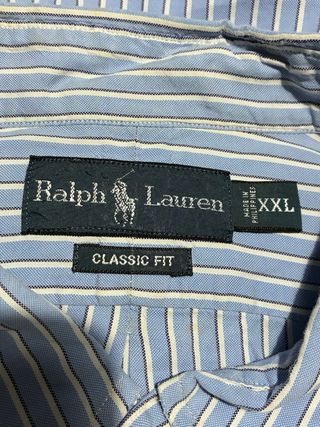 Ralph Lauren
MADE IN
PHILIPPINES
XXL
CLASSIC FIT